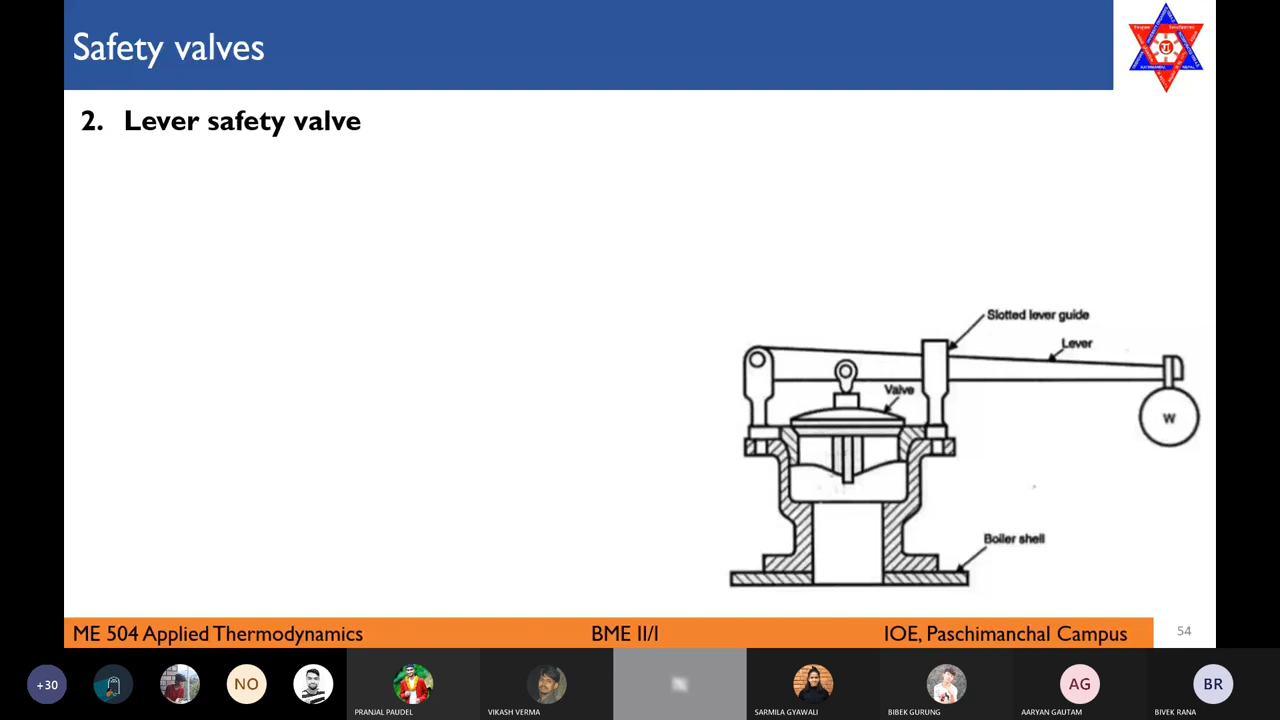 Safety valves
2. Lever safety valve
Slotted lever guide
Lever
Valve
W
Boiler shell
ME 504 Applied Thermodynamics
BME II/I
IOE, Paschimanchal Campus
54
+30
NO
AG
BR
PRANJAL PAUDEL
VIKASH VERMA
SARMILA GYAWALI
BIBEK GURUNG
AARYAN GAUTAM
BIVEK RANA